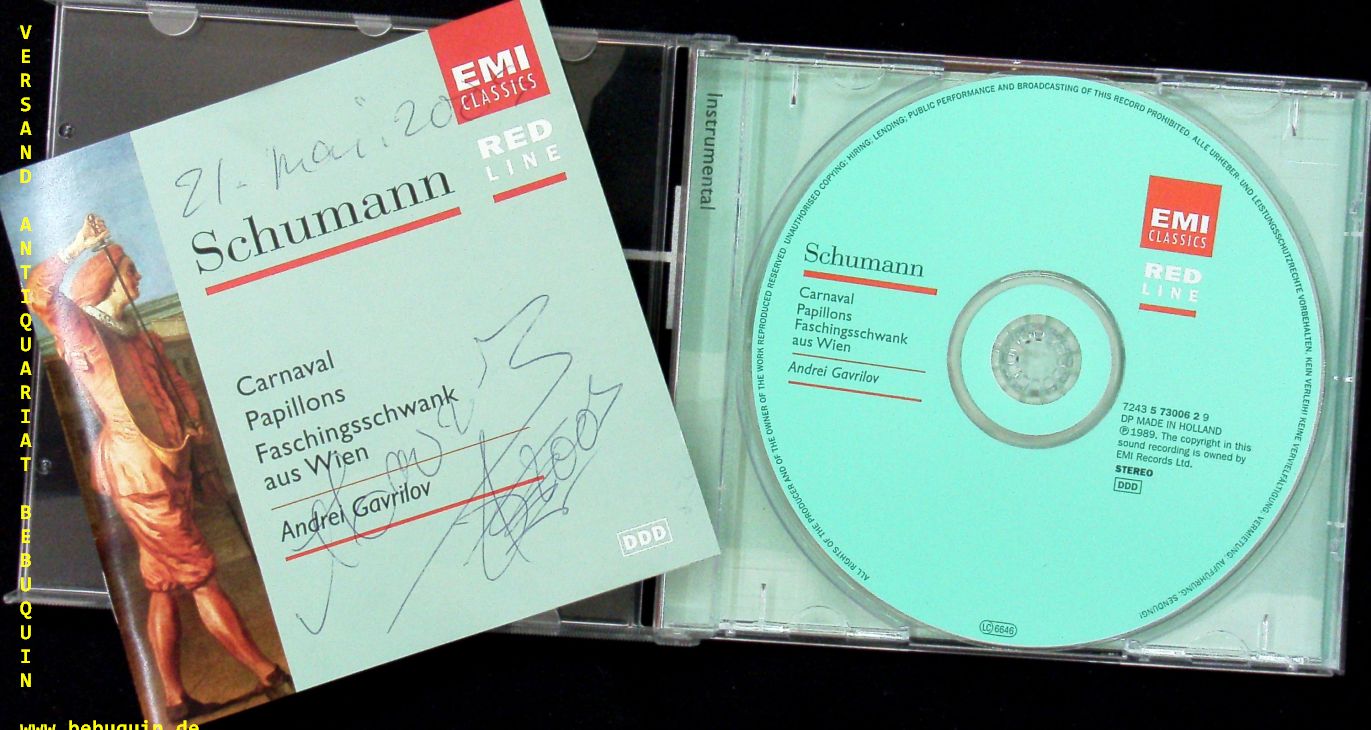 VERSAND ANTIQUARIAT BEBUQUIN
www.bebuquin.de
EMI
CLASSICS
RED
LINE
21. Mai. 200
Schumann
Carnaval
Papillons
Faschingsschwank
aus Wien
Andrei Gavrilov
DDD
Instrumental
ALL RIGHTS OF THE PRODUCER AND OF THE OWNER OF THE WORK REPRODUCED RESERVED. UNAUTHORISED COPYING; HIRING; LENDING; PUBLIC PERFORMANCE AND BROADCASTING OF THIS RECORD PROHIBITED. ALLE URHEBER- UND LEISTUNGSSCHUTZRECHTE VORBEHALTEN. KEIN VERLEIH! KEINE VERVIELFÄLTIGUNG, VERMIETUNG, AUFFÜHRUNG, SENDUNG!
EMI
CLASSICS
RED
LINE
Schumann
Carnaval
Papillons
Faschingsschwank
aus Wien
Andrei Gavrilov
7243 5 73006 2 9
DP MADE IN HOLLAND
℗1989. The copyright in this
sound recording is owned by
EMI Records Ltd.
STEREO
DDD
LC 6646